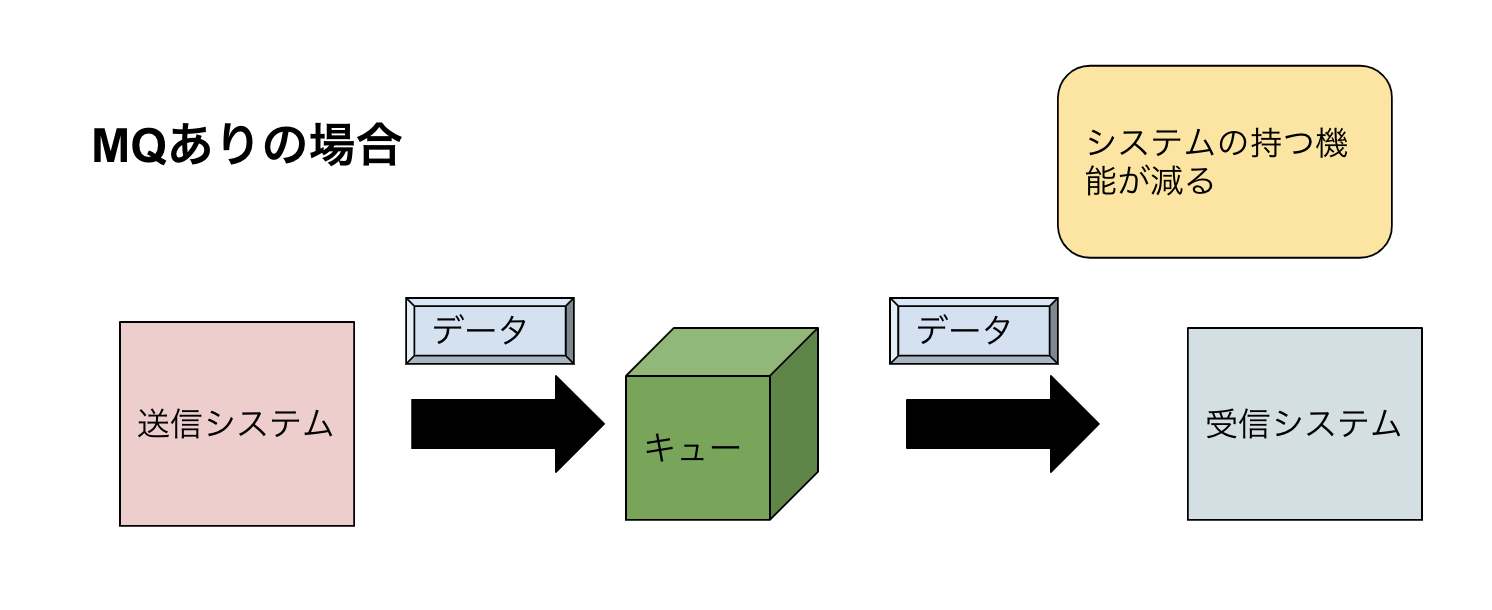 MQありの場合
システムの持つ機
能が減る
データ
データ
送信システム
キュー
受信システム